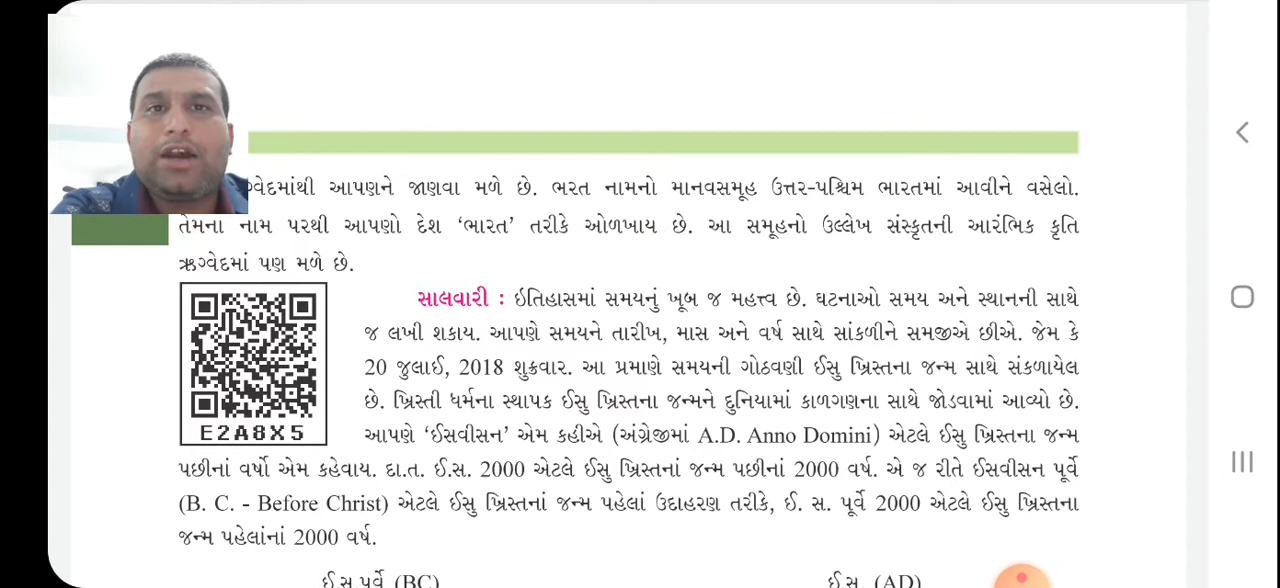 આપણને જાણવા મળે છે. ભરત નામનો માનવસમૂહ ઉત્તર-પશ્ચિમ ભારતમાં આવીને વસેલો.
તેમના નામ પરથી આપણો દેશ ‘ભારત’ તરીકે ઓળખાય છે. આ સમૂહનો ઉલ્લેખ સંસ્કૃતની આરંભિક કૃતિ
ઋગ્વેદમાં પણ મળે છે.
સાલવારી : ઇતિહાસમાં સમયનું ખૂબ જ મહત્ત્વ છે. ઘટનાઓ સમય અને સ્થાનની સાથે
જ લખી શકાય. આપણે સમયને તારીખ, માસ અને વર્ષ સાથે સાંકળીને સમજીએ છીએ. જેમ કે
20 જુલાઈ, 2018 શુક્રવાર. આ પ્રમાણે સમયની ગોઠવણી ઈસુ ખ્રિસ્તના જન્મ સાથે સંકળાયેલ
છે. ખ્રિસ્તી ધર્મના સ્થાપક ઈસુ ખ્રિસ્તના જન્મને દુનિયામાં કાળગણના સાથે જોડવામાં આવ્યો છે.
E2A8X5
આપણે ‘ઈસવીસન’ એમ કહીએ (અંગ્રેજીમાં A.D. Anno Domini) એટલે ઈસુ ખ્રિસ્તના જન્મ
પછીનાં વર્ષો એમ કહેવાય. દા.ત. ઈ.સ. 2000 એટલે ઈસુ ખ્રિસ્તનાં જન્મ પછીનાં 2000 વર્ષ. એ જ રીતે ઈસવીસન પૂર્વે
(B. C. - Before Christ) એટલે ઈસુ ખ્રિસ્તનાં જન્મ પહેલાં ઉદાહરણ તરીકે, ઈ. સ. પૂર્વે 2000 એટલે ઈસુ ખ્રિસ્તના
જન્મ પહેલાંનાં 2000 વર્ષ.
ઈ.સ.પૂર્વે (BC) ઈ.સ. (AD)